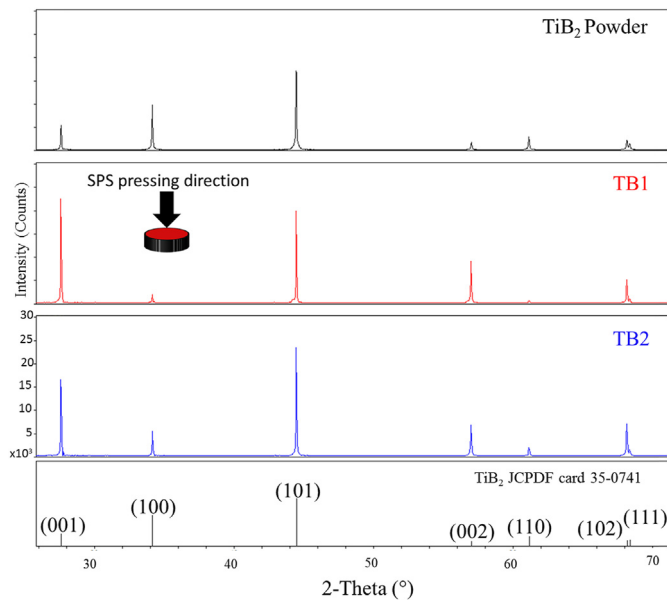 TiB₂ Powder
SPS pressing direction
TB1
Intensity (Counts)
30
TB2
25
20
15
10
5
x10³
TiB₂ JCPDF card 35-0741
(001)
(100)
(101)
(002)
(110)
(102)
(111)
30
40
50
60
70
2-Theta (°)